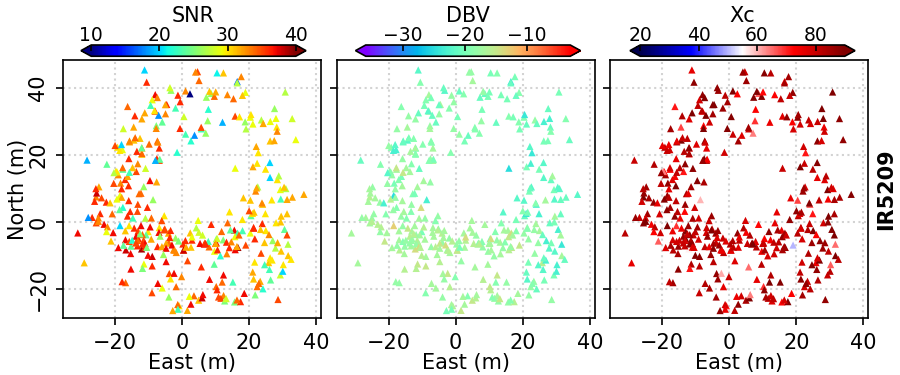 SNR DBV Xc
10 20 30 40 −30 −20 −10 20 40 60 80
North (m)
40
20
0
−20
−20 0 20 40 −20 0 20 40 −20 0 20 40
East (m) East (m) East (m)
IR5209